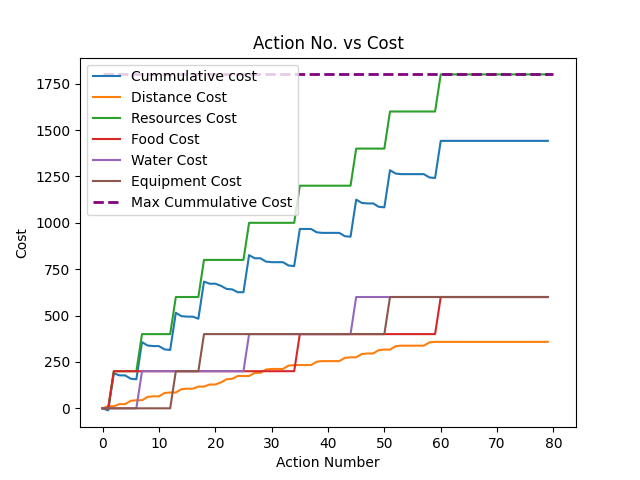 Action No. vs Cost
Cummulative cost
Distance Cost
Resources Cost
Food Cost
Water Cost
Equipment Cost
Max Cummulative Cost
Cost
1750
1500
1250
1000
750
500
250
0
0 10 20 30 40 50 60 70 80
Action Number